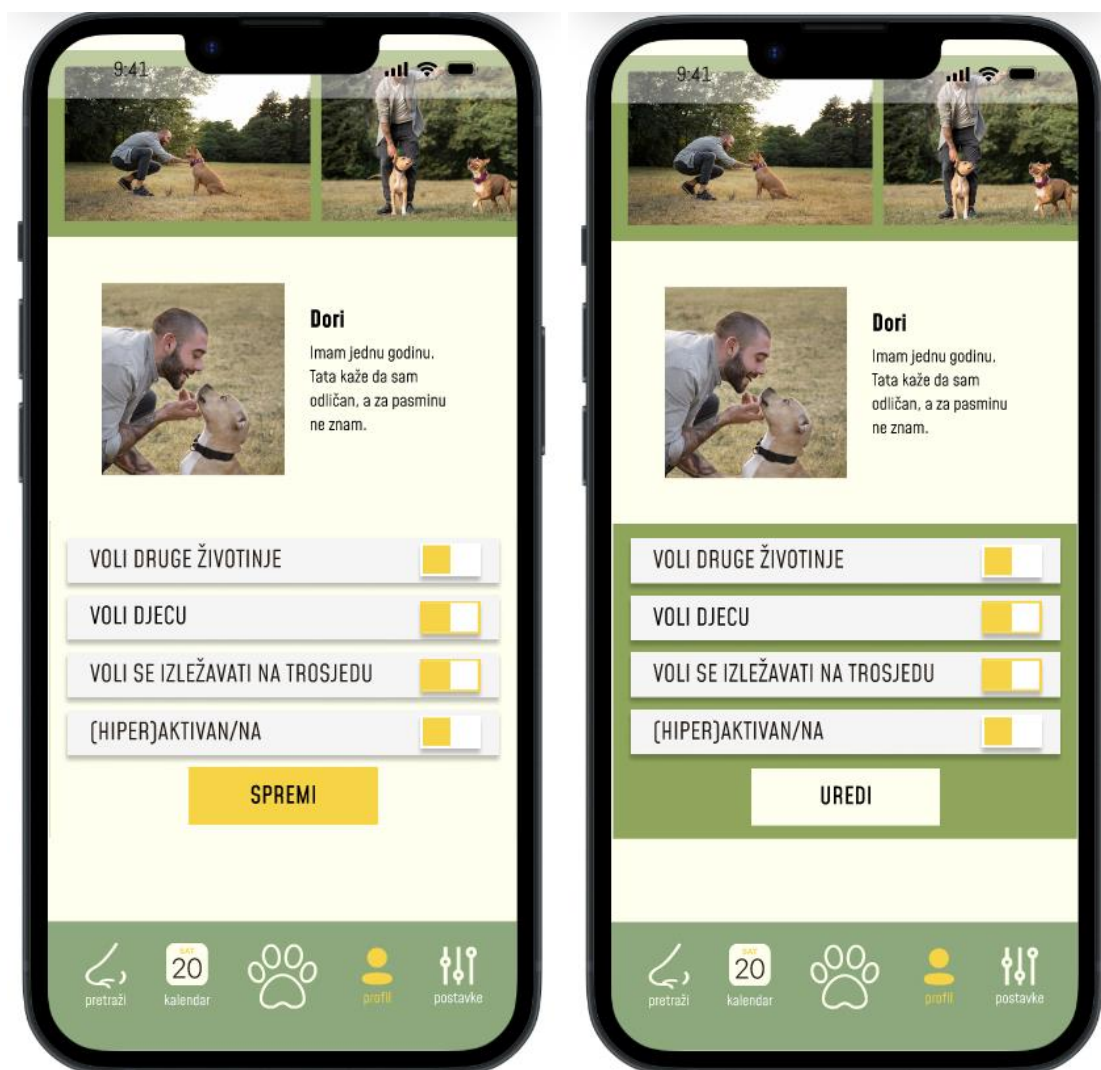 9:41
Dori
Imam jednu godinu.
Tata kaže da sam
odličan, a za pasminu
ne znam.
VOLI DRUGE ŽIVOTINJE
VOLI DJECU
VOLI SE IZLEŽAVATI NA TROSJEDU
(HIPER)AKTIVAN/NA
SPREMI
SAT
20
pretraži
kalendar
profil
postavke
9:41
Dori
Imam jednu godinu.
Tata kaže da sam
odličan, a za pasminu
ne znam.
VOLI DRUGE ŽIVOTINJE
VOLI DJECU
VOLI SE IZLEŽAVATI NA TROSJEDU
(HIPER)AKTIVAN/NA
UREDI
SAT
20
pretraži
kalendar
profil
postavke